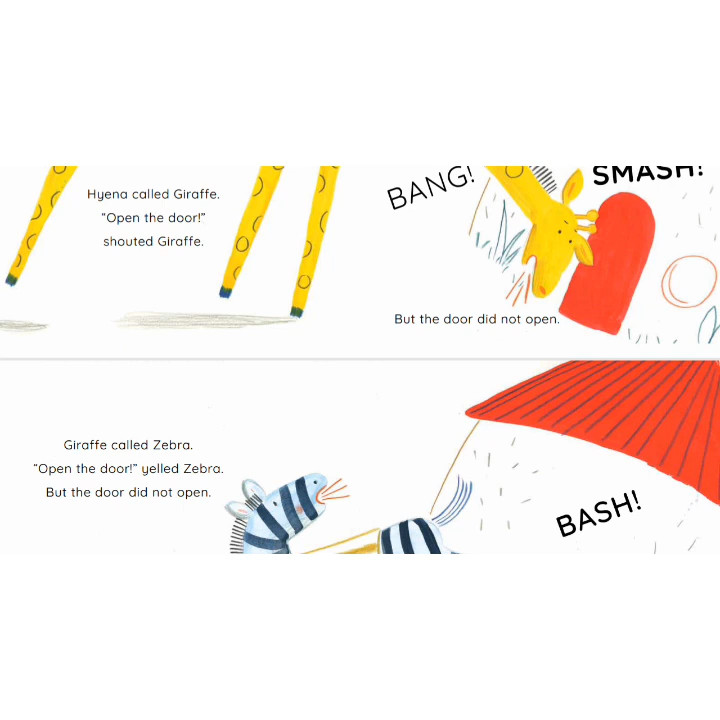 Hyena called Giraffe.
“Open the door!”
shouted Giraffe.
BANG!
SMASH!
But the door did not open.
Giraffe called Zebra.
“Open the door!” yelled Zebra.
But the door did not open.
BASH!